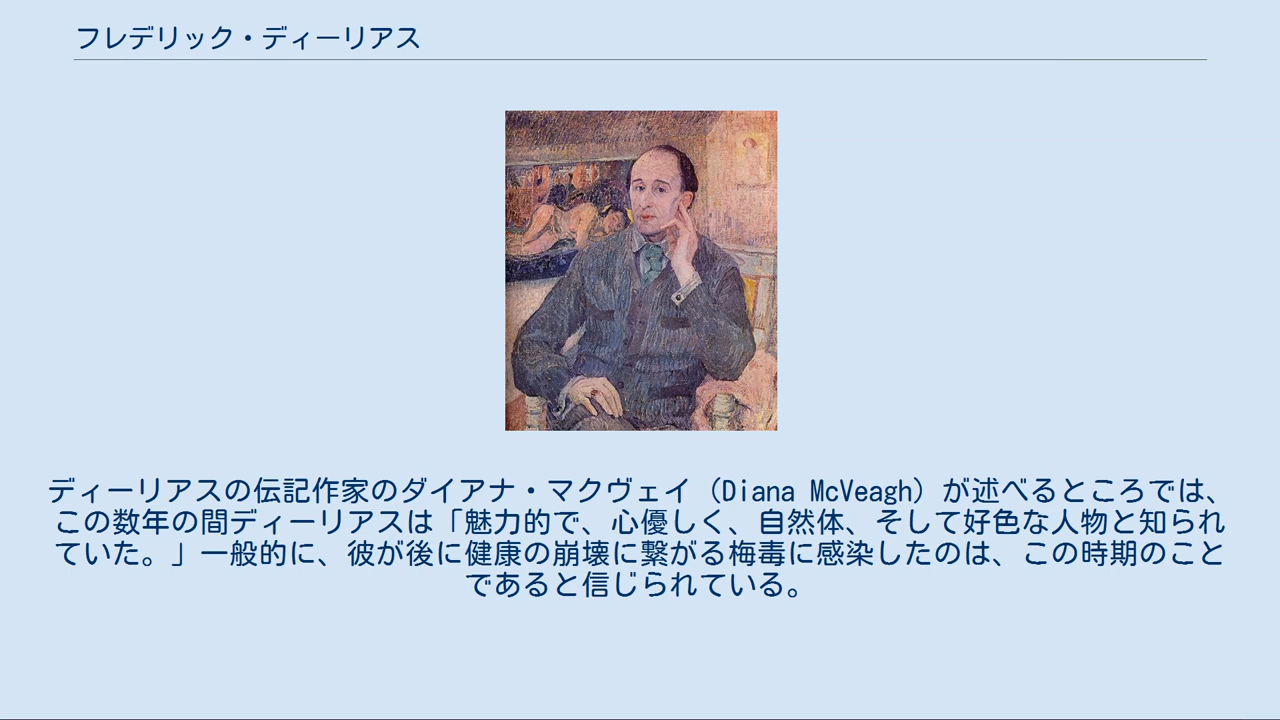 フレデリック・ディーリアス
ディーリアスの伝記作家のダイアナ・マクヴェイ（Diana McVeagh）が述べるところでは、
この数年の間ディーリアスは「魅力的で、心優しく、自然体、そして好色な人物と知られ
ていた。」一般的に、彼が後に健康の崩壊に繋がる梅毒に感染したのは、この時期のこと
であると信じられている。